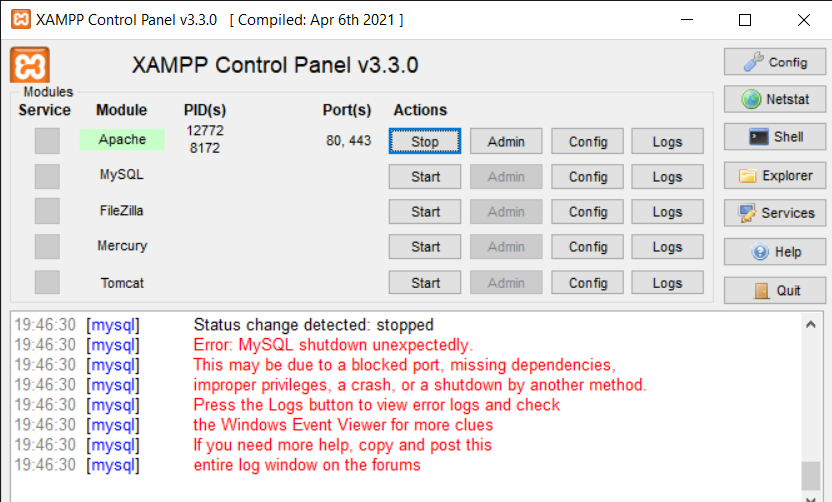 XAMPP Control Panel v3.3.0 [ Compiled: Apr 6th 2021 ]
XAMPP Control Panel v3.3.0
Config
Modules
Service Module PID(s) Port(s) Actions
Netstat
Apache 12772 8172 80, 443 Stop Admin Config Logs
Shell
MySQL Start Admin Config Logs
Explorer
FileZilla Start Admin Config Logs
Services
Mercury Start Admin Config Logs
Help
Tomcat Start Admin Config Logs
Quit
19:46:30 [mysql] Status change detected: stopped
19:46:30 [mysql] Error: MySQL shutdown unexpectedly.
19:46:30 [mysql] This may be due to a blocked port, missing dependencies,
19:46:30 [mysql] improper privileges, a crash, or a shutdown by another method.
19:46:30 [mysql] Press the Logs button to view error logs and check
19:46:30 [mysql] the Windows Event Viewer for more clues
19:46:30 [mysql] If you need more help, copy and post this
19:46:30 [mysql] entire log window on the forums